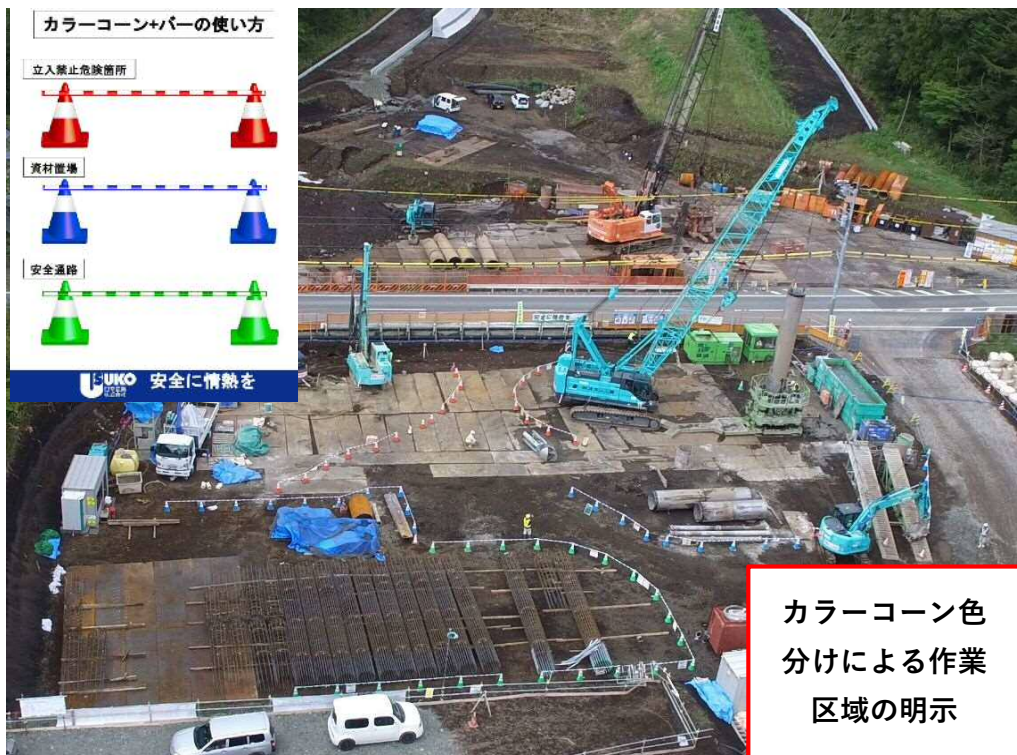 カラーコーン+バーの使い方
立入禁止危険箇所
資材置場
安全通路
UKO 安全に情熱を
カラーコーン色
分けによる作業
区域の明示